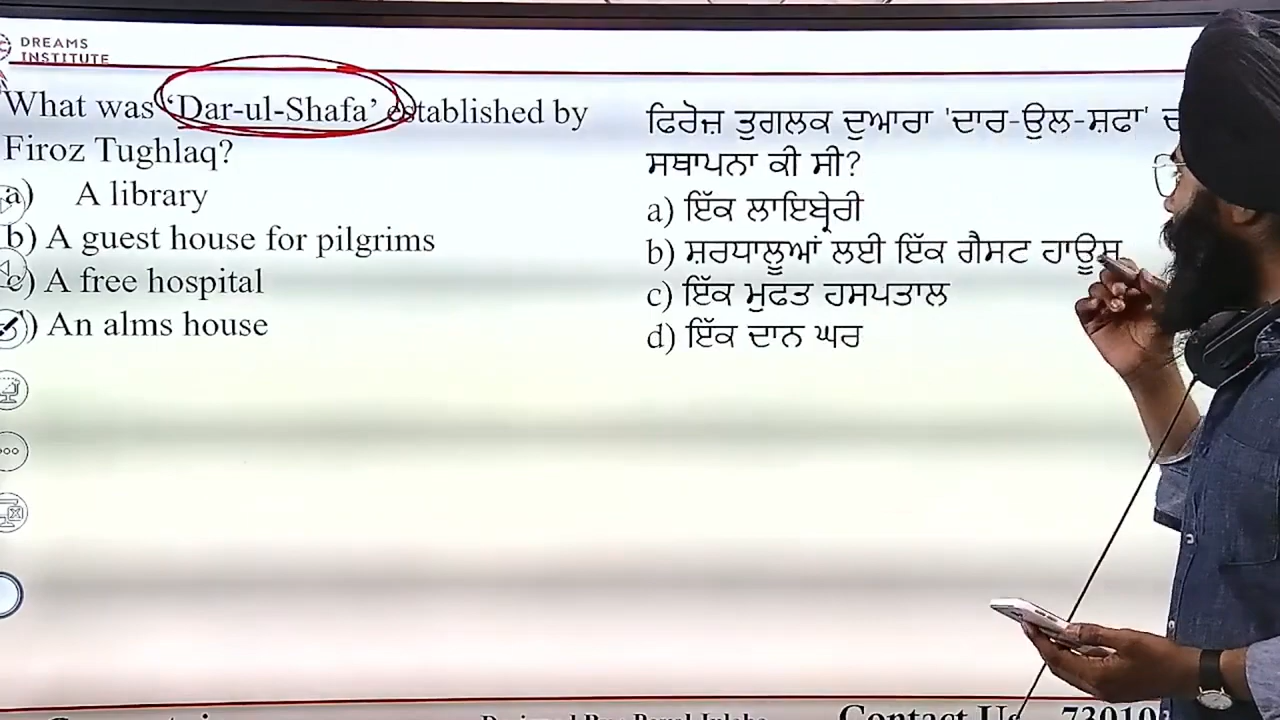 DREAMS
INSTITUTE
What was ‘Dar-ul-Shafa’ established by
Firoz Tughlaq?
a) A library
b) A guest house for pilgrims
c) A free hospital
) An alms house
ਫਿਰੋਜ਼ ਤੁਗਲਕ ਦੁਆਰਾ 'ਦਾਰ-ਉਲ-ਸ਼ਫਾ'
ਸਥਾਪਨਾ ਕੀ ਸੀ?
a) ਇੱਕ ਲਾਇਬ੍ਰੇਰੀ
b) ਸ਼ਰਧਾਲੂਆਂ ਲਈ ਇੱਕ ਗੈਸਟ ਹਾਊਸ
c) ਇੱਕ ਮੁਫਤ ਹਸਪਤਾਲ
d) ਇੱਕ ਦਾਨ ਘਰ
Contact Us 73010